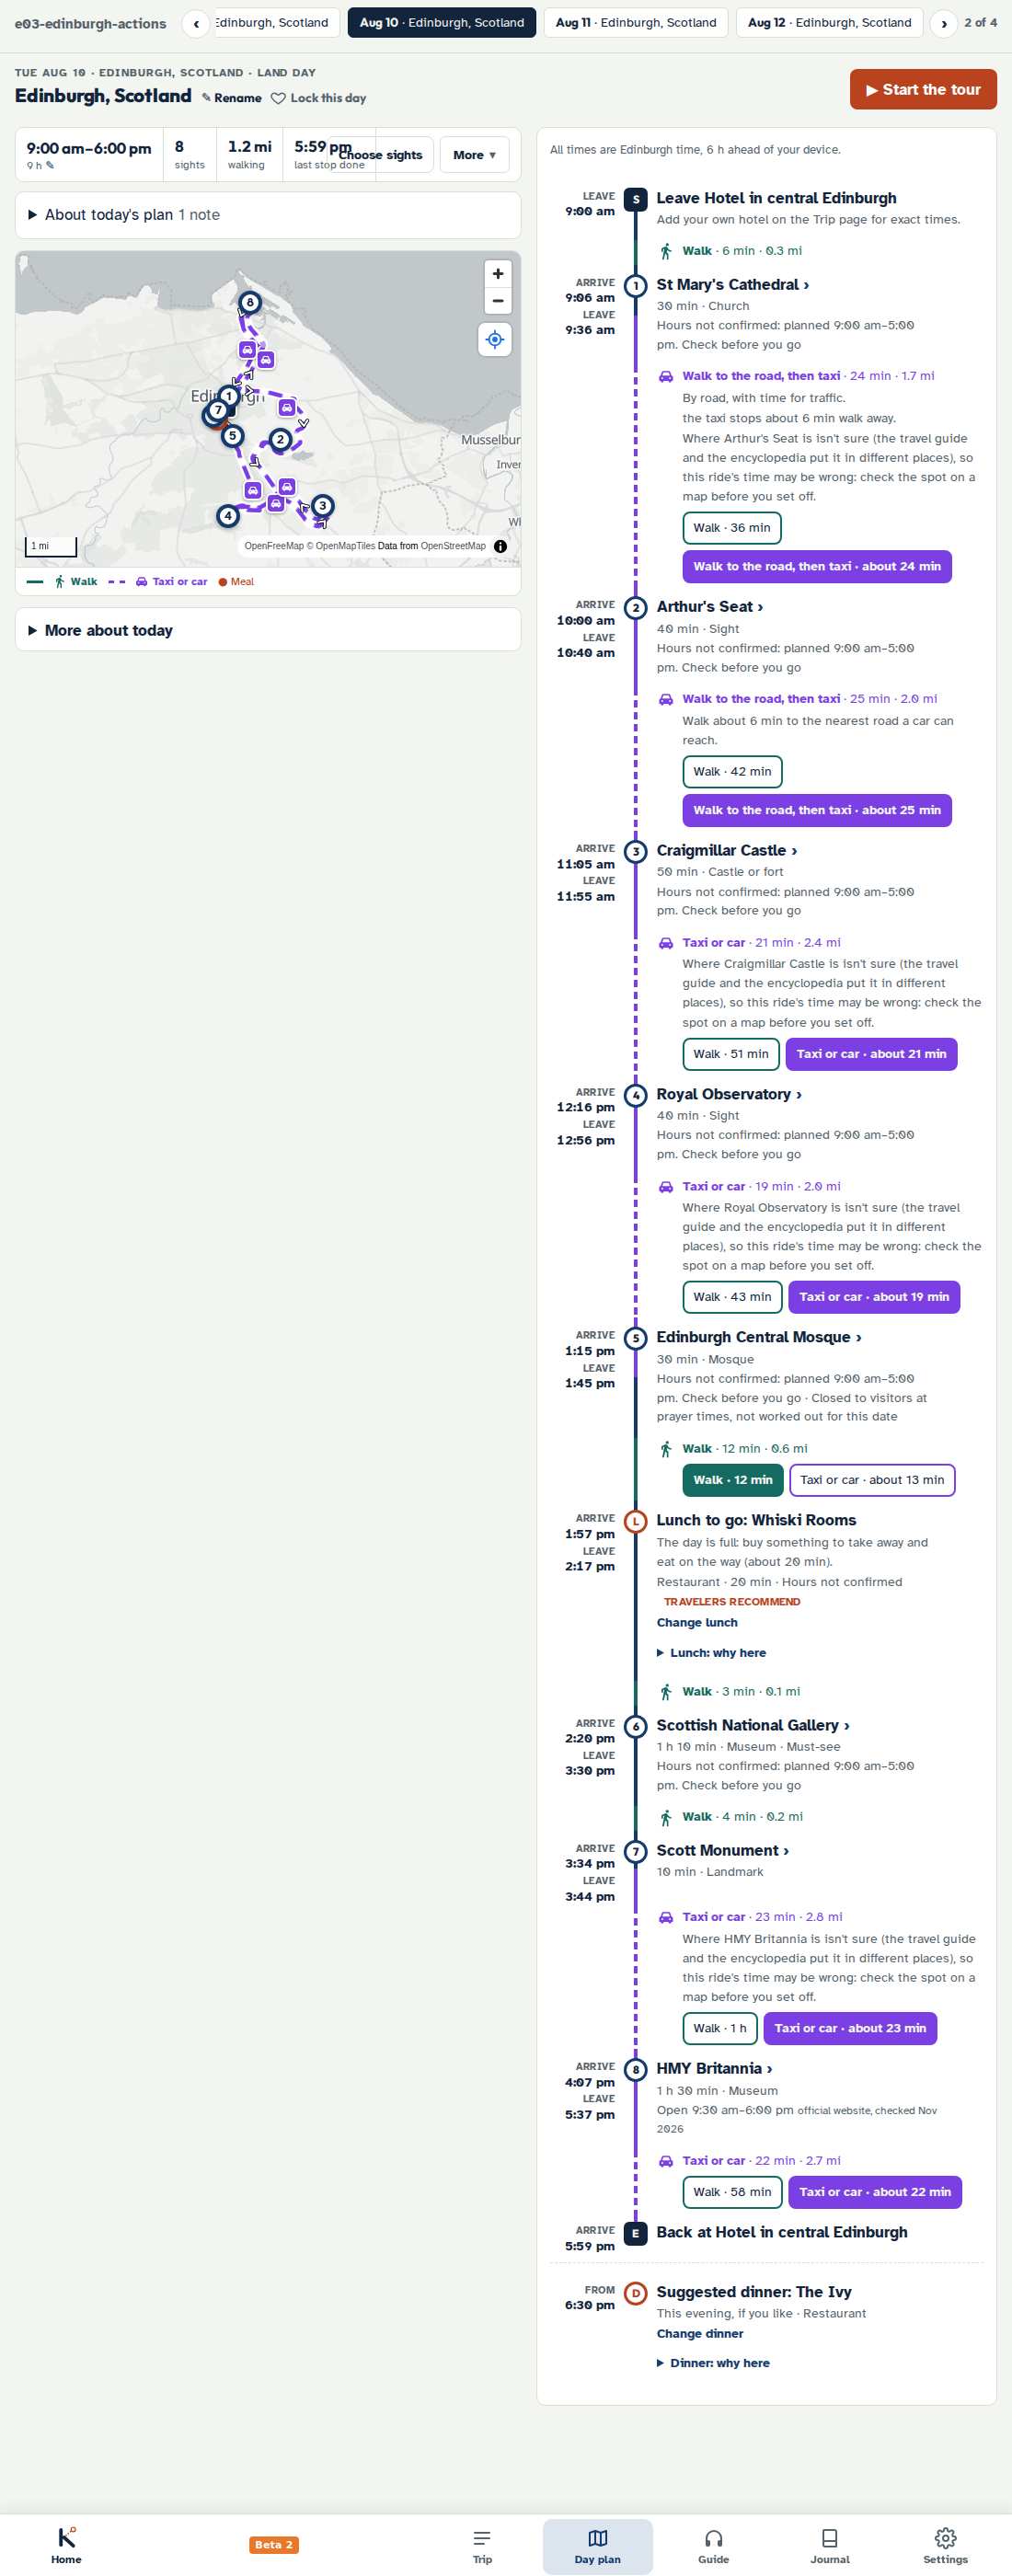 e03-edinburgh-actions
‹
Edinburgh, Scotland
Aug 10 · Edinburgh, Scotland
Aug 11 · Edinburgh, Scotland
Aug 12 · Edinburgh, Scotland
›
2 of 4
TUE AUG 10 · EDINBURGH, SCOTLAND · LAND DAY
Edinburgh, Scotland ✎ Rename Lock this day
▶ Start the tour
9:00 am–6:00 pm
9 h ✎
8
sights
1.2 mi
walking
5:59 pm
last stop done
Choose sights
More ▼
▶ About today's plan 1 note
8
1
7
5
2
3
4
Musselbur
Inver
+
−
1 mi
OpenFreeMap © OpenMapTiles Data from OpenStreetMap
Walk
Taxi or car
Meal
▶ More about today
All times are Edinburgh time, 6 h ahead of your device.
LEAVE
9:00 am
S
Leave Hotel in central Edinburgh
Add your own hotel on the Trip page for exact times.
Walk · 6 min · 0.3 mi
ARRIVE
9:06 am
LEAVE
9:36 am
1
St Mary's Cathedral ›
30 min · Church
Hours not confirmed: planned 9:00 am–5:00
pm. Check before you go
Walk to the road, then taxi · 24 min · 1.7 mi
By road, with time for traffic.
the taxi stops about 6 min walk away.
Where Arthur's Seat is isn't sure (the travel guide
and the encyclopedia put it in different places), so
this ride's time may be wrong: check the spot on a
map before you set off.
Walk · 36 min
Walk to the road, then taxi · about 24 min
ARRIVE
10:00 am
LEAVE
10:40 am
2
Arthur's Seat ›
40 min · Sight
Hours not confirmed: planned 9:00 am–5:00
pm. Check before you go
Walk to the road, then taxi · 25 min · 2.0 mi
Walk about 6 min to the nearest road a car can
reach.
Walk · 42 min
Walk to the road, then taxi · about 25 min
ARRIVE
11:05 am
LEAVE
11:55 am
3
Craigmillar Castle ›
50 min · Castle or fort
Hours not confirmed: planned 9:00 am–5:00
pm. Check before you go
Taxi or car · 21 min · 2.4 mi
Where Craigmillar Castle is isn't sure (the travel
guide and the encyclopedia put it in different
places), so this ride's time may be wrong: check the
spot on a map before you set off.
Walk · 51 min
Taxi or car · about 21 min
ARRIVE
12:16 pm
LEAVE
12:56 pm
4
Royal Observatory ›
40 min · Sight
Hours not confirmed: planned 9:00 am–5:00
pm. Check before you go
Taxi or car · 19 min · 2.0 mi
Where Royal Observatory is isn't sure (the travel
guide and the encyclopedia put it in different
places), so this ride's time may be wrong: check the
spot on a map before you set off.
Walk · 43 min
Taxi or car · about 19 min
ARRIVE
1:15 pm
LEAVE
1:45 pm
5
Edinburgh Central Mosque ›
30 min · Mosque
Hours not confirmed: planned 9:00 am–5:00
pm. Check before you go · Closed to visitors at
prayer times, not worked out for this date
Walk · 12 min · 0.6 mi
Walk · 12 min
Taxi or car · about 13 min
ARRIVE
1:57 pm
LEAVE
2:17 pm
L
Lunch to go: Whiski Rooms
The day is full: buy something to take away and
eat on the way (about 20 min).
Restaurant · 20 min · Hours not confirmed
TRAVELERS RECOMMEND
Change lunch
▶ Lunch: why here
Walk · 3 min · 0.1 mi
ARRIVE
2:20 pm
LEAVE
3:30 pm
6
Scottish National Gallery ›
1 h 10 min · Museum · Must-see
Hours not confirmed: planned 9:00 am–5:00
pm. Check before you go
Walk · 4 min · 0.2 mi
ARRIVE
3:34 pm
LEAVE
3:44 pm
7
Scott Monument ›
10 min · Landmark
Taxi or car · 23 min · 2.8 mi
Where HMY Britannia is isn't sure (the travel guide
and the encyclopedia put it in different places), so
this ride's time may be wrong: check the spot on a
map before you set off.
Walk · 1 h
Taxi or car · about 23 min
ARRIVE
4:07 pm
LEAVE
5:37 pm
8
HMY Britannia ›
1 h 30 min · Museum
Open 9:30 am–6:00 pm official website, checked Nov
2026
Taxi or car · 22 min · 2.7 mi
Walk · 58 min
Taxi or car · about 22 min
ARRIVE
5:59 pm
E
Back at Hotel in central Edinburgh
FROM
6:30 pm
D
Suggested dinner: The Ivy
This evening, if you like · Restaurant
Change dinner
▶ Dinner: why here
Home
Beta 2
Trip
Day plan
Guide
Journal
Settings